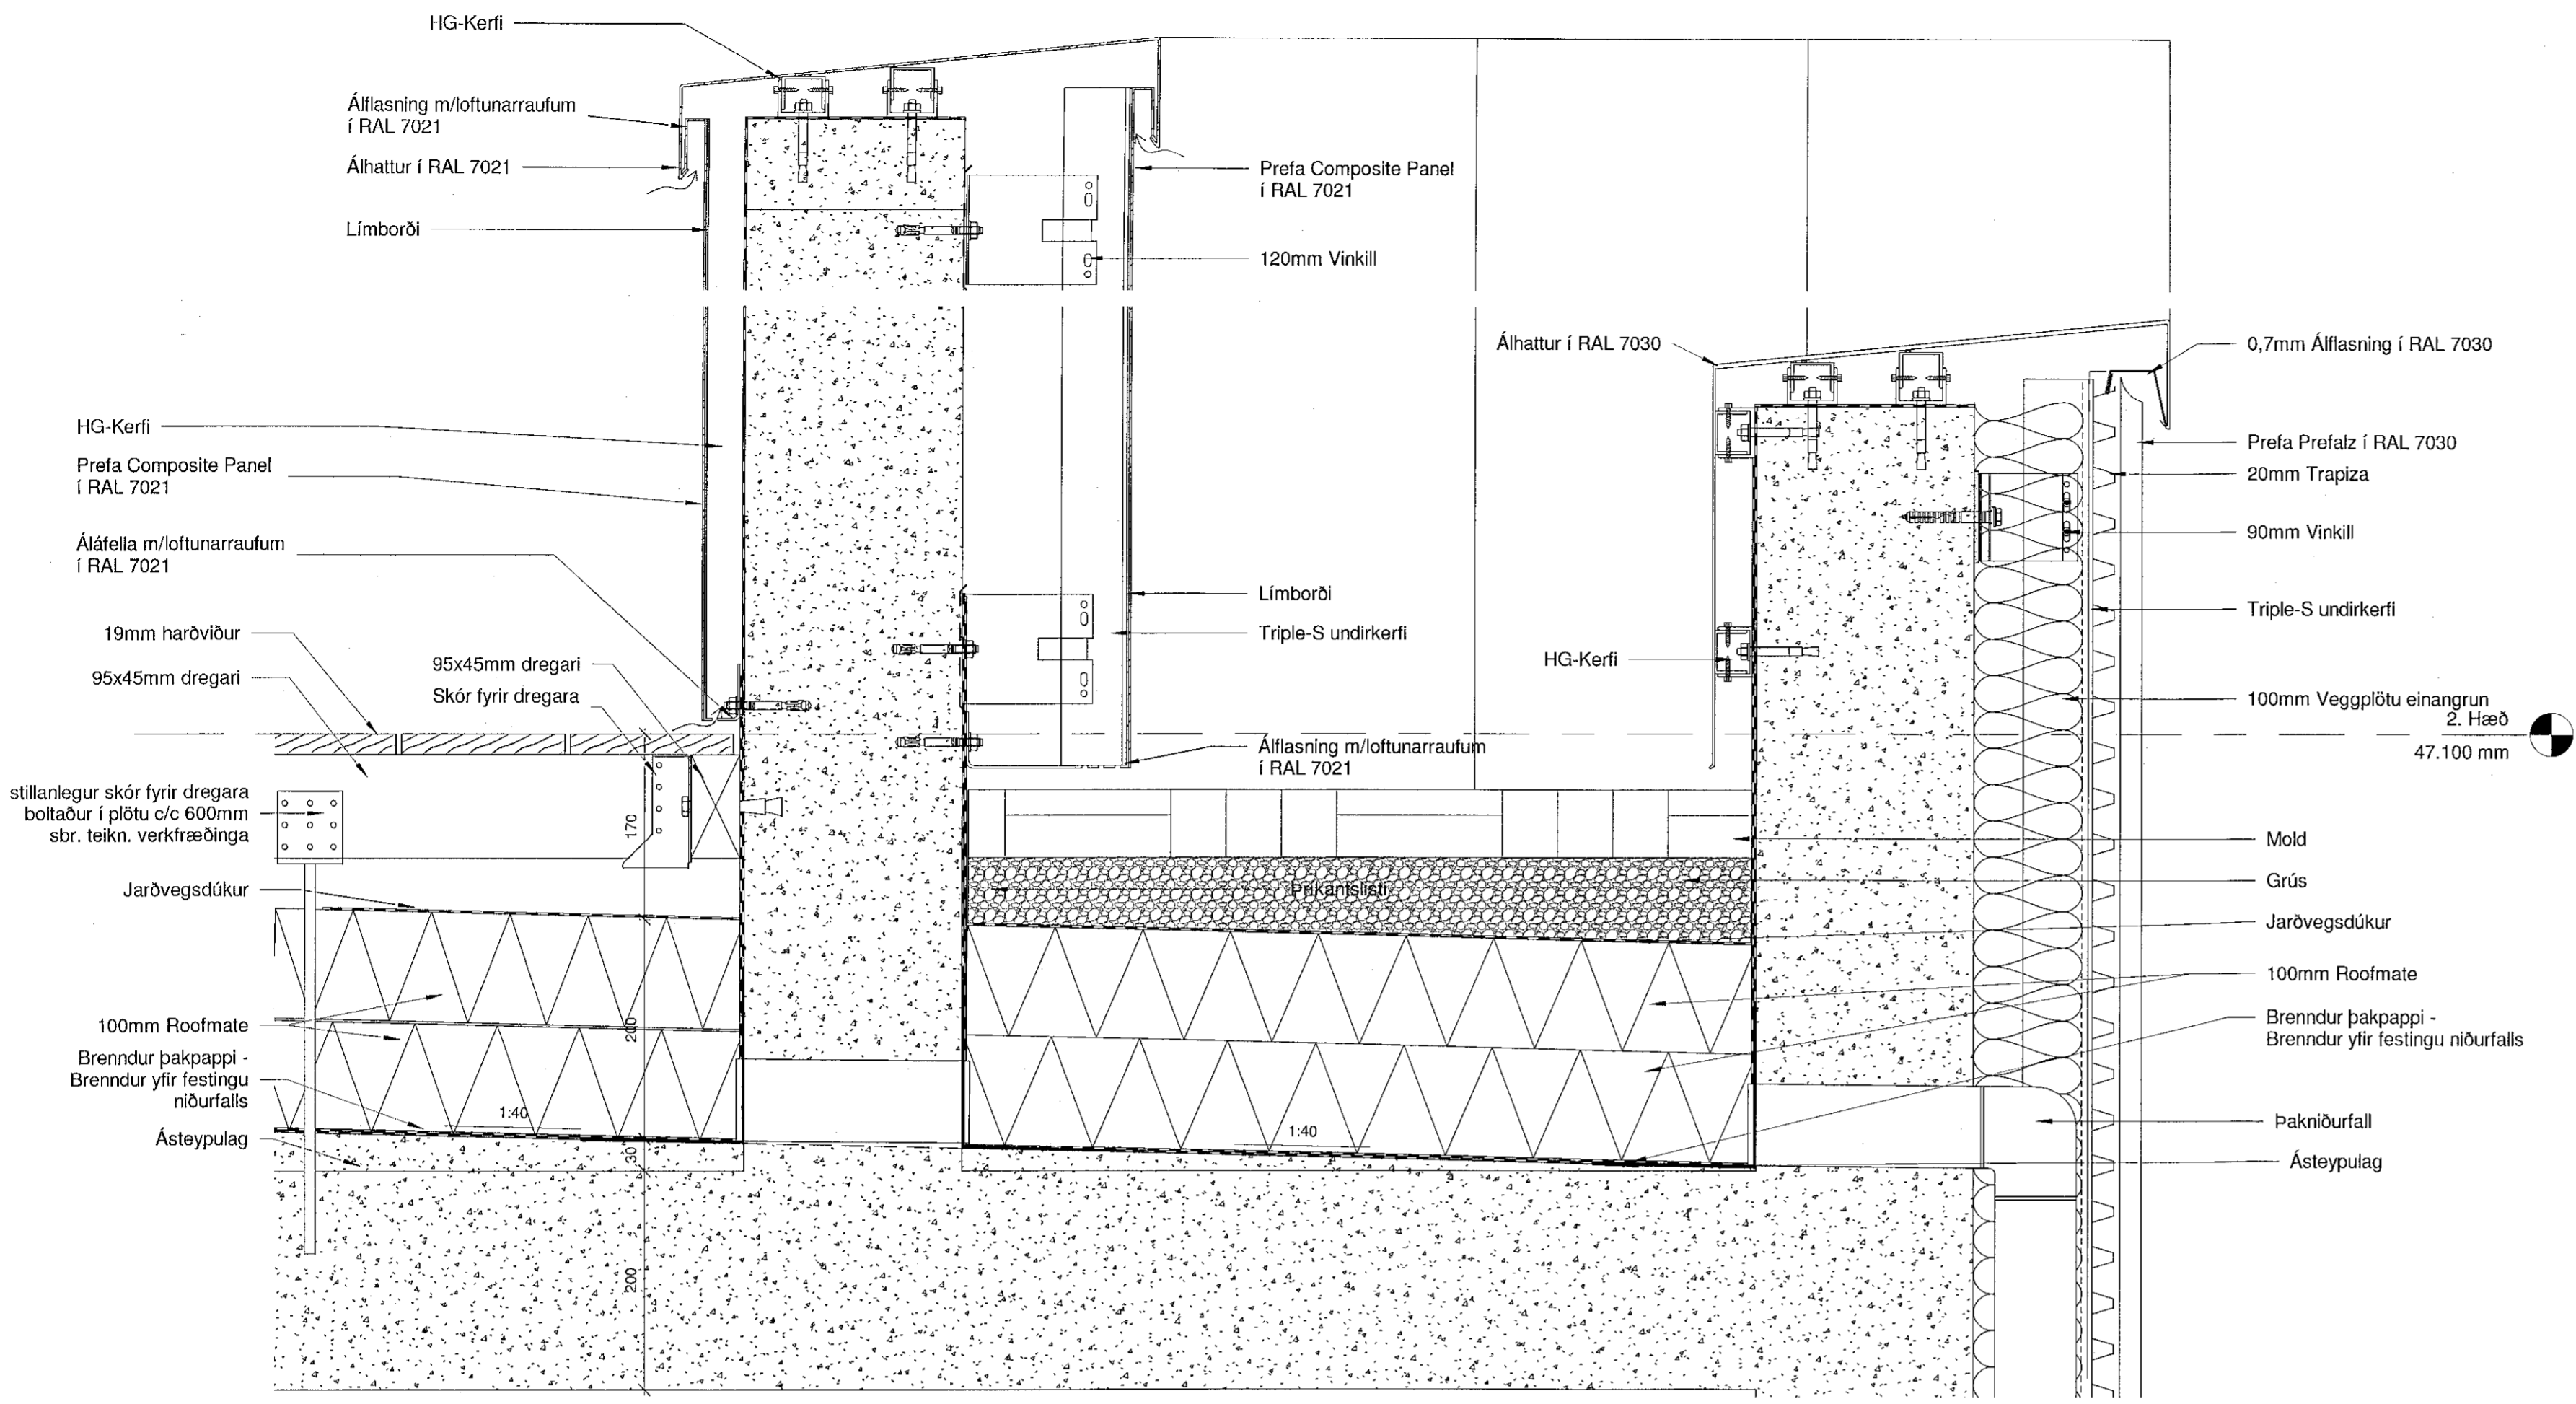 HG-Kerfi
Álflasning m/loftunarraufum
í RAL 7021
Álhattur í RAL 7021
Límborði
HG-Kerfi
Prefa Composite Panel
í RAL 7021
Áláfella m/loftunarraufum
í RAL 7021
19mm harðviður
95x45mm dregari
95x45mm dregari
Skór fyrir dregara
stillanlegur skór fyrir dregara
boltaður í plötu c/c 600mm
sbr. teikn. verkfræðinga
Jarðvegsdúkur
100mm Roofmate
Brenndur þakpappi -
Brenndur yfir festingu
niðurfalls
Ásteypulag
1:40
170
200
30
200
Prefa Composite Panel
í RAL 7021
120mm Vinkill
Límborði
Triple-S undirkerfi
Álflasning m/loftunarraufum
í RAL 7021
Þríkantslisti
1:40
Álhattur í RAL 7030
HG-Kerfi
0,7mm Álflasning í RAL 7030
Prefa Prefalz í RAL 7030
20mm Trapiza
90mm Vinkill
Triple-S undirkerfi
100mm Veggplötu einangrun
2. Hæð
47.100 mm
Mold
Grús
Jarðvegsdúkur
100mm Roofmate
Brenndur þakpappi -
Brenndur yfir festingu niðurfalls
Þakniðurfall
Ásteypulag